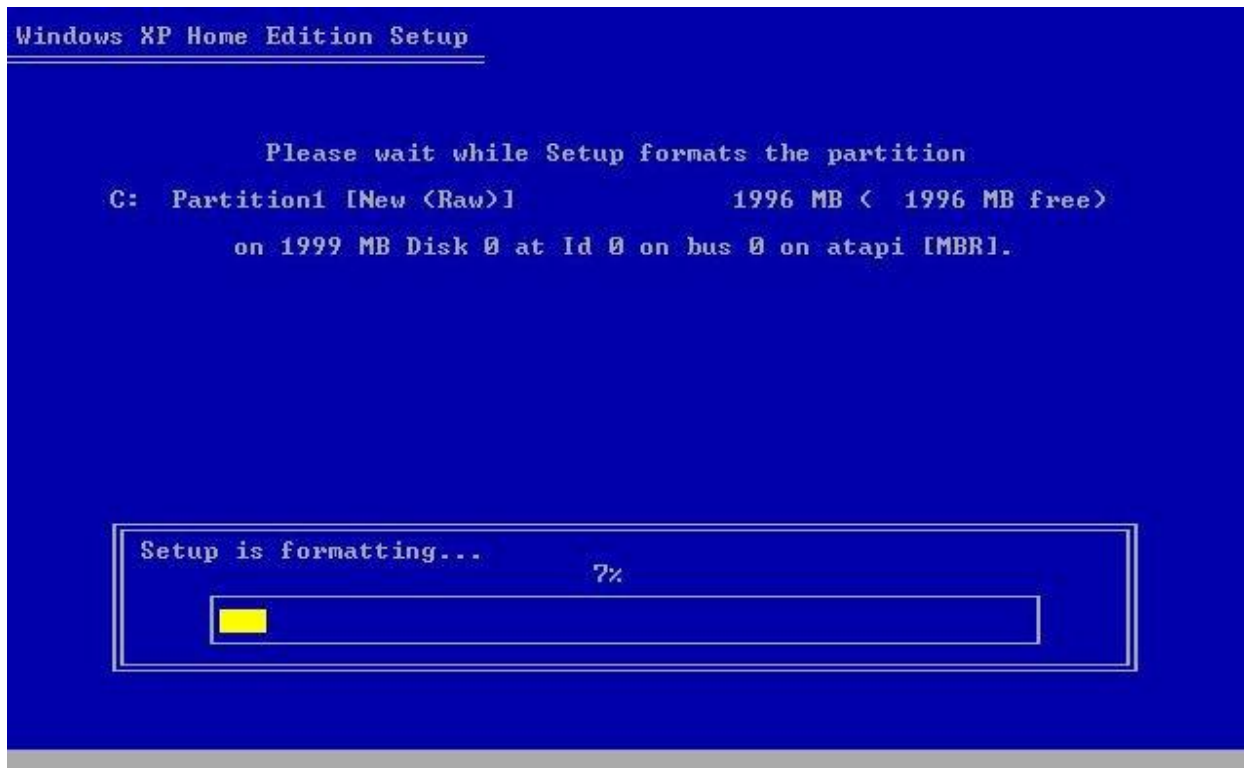 Windows XP Home Edition Setup
Please wait while Setup formats the partition
C: Partition1 [New (Raw)] 1996 MB ( 1996 MB free)
on 1999 MB Disk 0 at Id 0 on bus 0 on atapi [MBR].
Setup is formatting...
7%